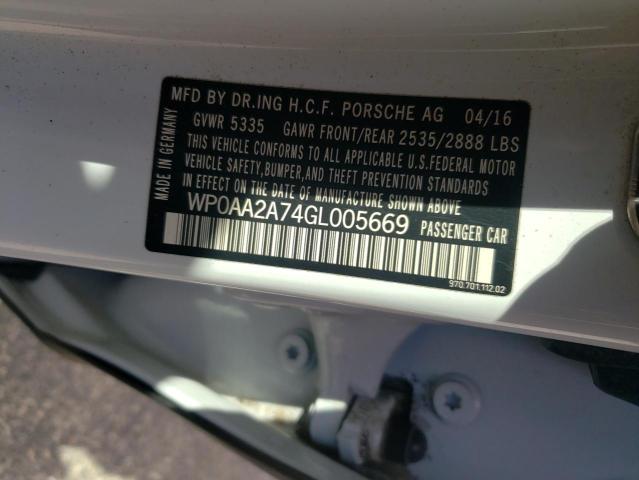 MFD BY DR.ING H.C.F. PORSCHE AG 04/16
GVWR 5335 GAWR FRONT/REAR 2535/2888 LBS
THIS VEHICLE CONFORMS TO ALL APPLICABLE U.S.FEDERAL MOTOR
VEHICLE SAFETY,BUMPER,AND THEFT PREVENTION STANDARDS
IN EFFECT ON THE DATE OF MANUFACTURE SHOWN ABOVE.
WP0AA2A74GL005669 PASSENGER CAR
MADE IN GERMANY
970.701.112.02